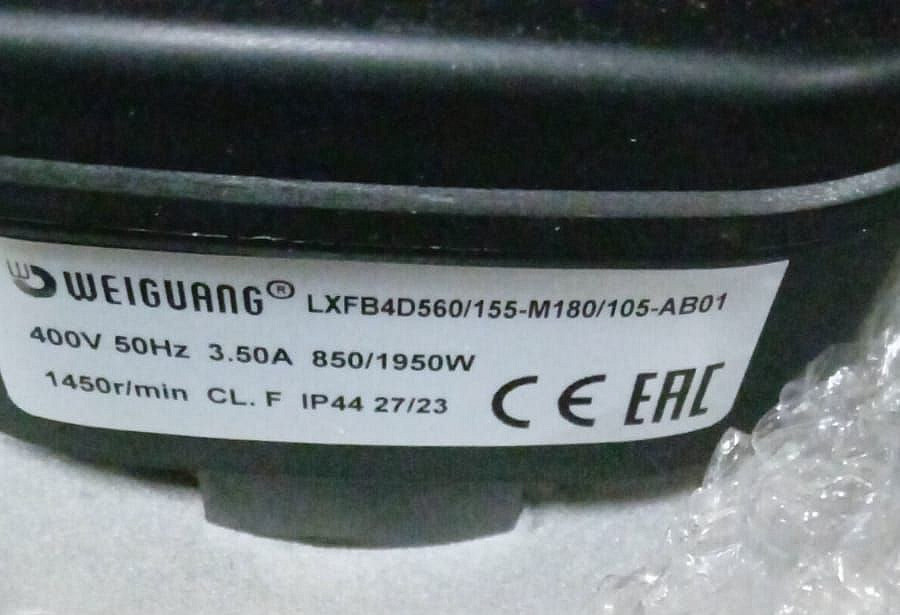 WEIGUANG® LXFB4D560/155-M180/105-AB01
400V 50Hz 3.50A 850/1950W
1450r/min CL. F IP44 27/23
CE EAC